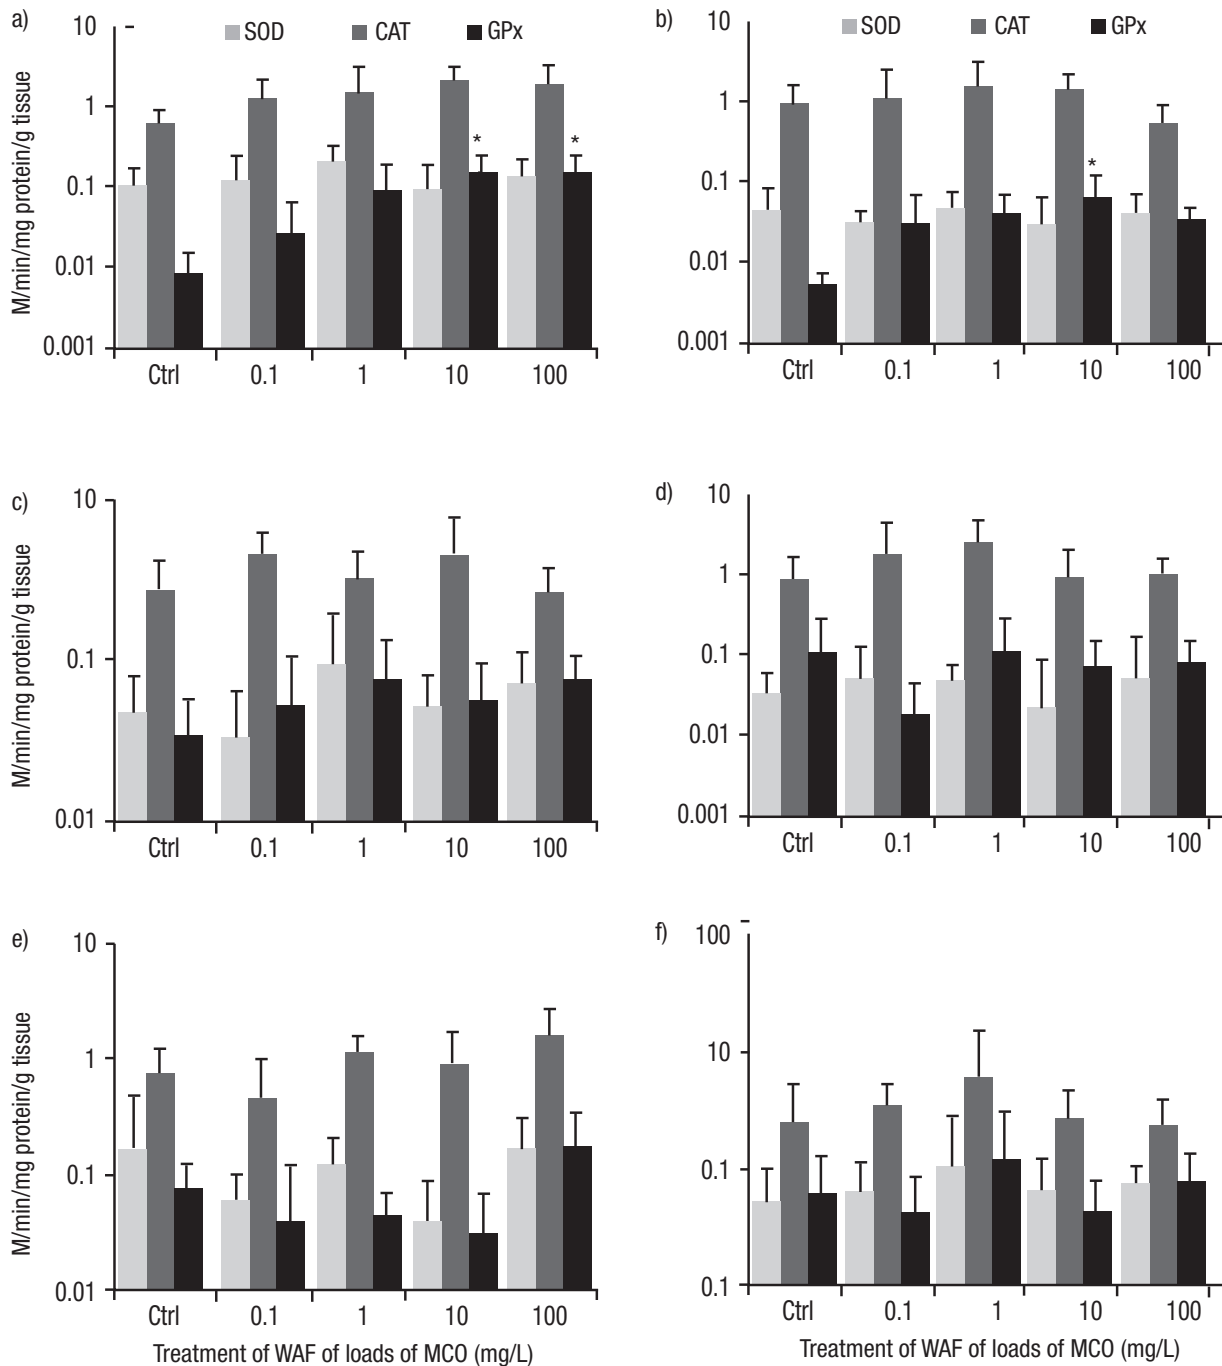 a)
SOD CAT GPx
M/min/mg protein/g tissue
10
1
0.1
0.01
0.001
* *
Ctrl 0.1 1 10 100
b)
SOD CAT GPx
10
1
0.1
0.01
0.001
*
Ctrl 0.1 1 10 100
c)
M/min/mg protein/g tissue
10
0.1
0.01
Ctrl 0.1 1 10 100
d)
10
1
0.1
0.01
0.001
Ctrl 0.1 1 10 100
e)
M/min/mg protein/g tissue
10
1
0.1
0.01
Ctrl 0.1 1 10 100
Treatment of WAF of loads of MCO (mg/L)
f)
100
10
0.1
0.1
Ctrl 0.1 1 10 100
Treatment of WAF of loads of MCO (mg/L)